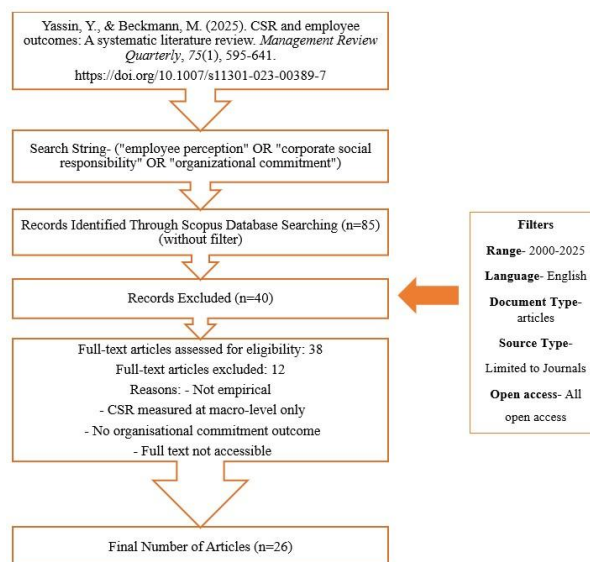 Yassin, Y., & Beckmann, M. (2025). CSR and employee
outcomes: A systematic literature review. Management Review
Quarterly, 75(1), 595-641.
https://doi.org/10.1007/s11301-023-00389-7
Search String- ("employee perception" OR "corporate social
responsibility" OR "organizational commitment")
Records Identified Through Scopus Database Searching (n=85)
(without filter)
Records Excluded (n=40)
Full-text articles assessed for eligibility: 38
Full-text articles excluded: 12
Reasons: - Not empirical
- CSR measured at macro-level only
- No organisational commitment outcome
- Full text not accessible
Final Number of Articles (n=26)
Filters
Range- 2000-2025
Language- English
Document Type-
articles
Source Type-
Limited to Journals
Open access- All
open access